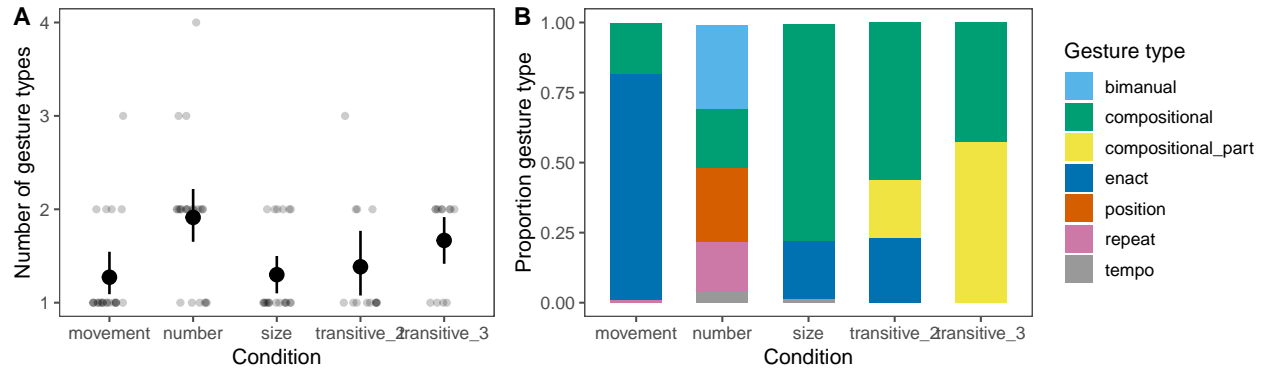 A
Number of gesture types
4
3
2
1
movement number size transitive_2 transitive_3
Condition
B
Proportion gesture type
1.00
0.75
0.50
0.25
0.00
movement number size transitive_2 transitive_3
Condition
Gesture type
bimanual
compositional
compositional_part
enact
position
repeat
tempo